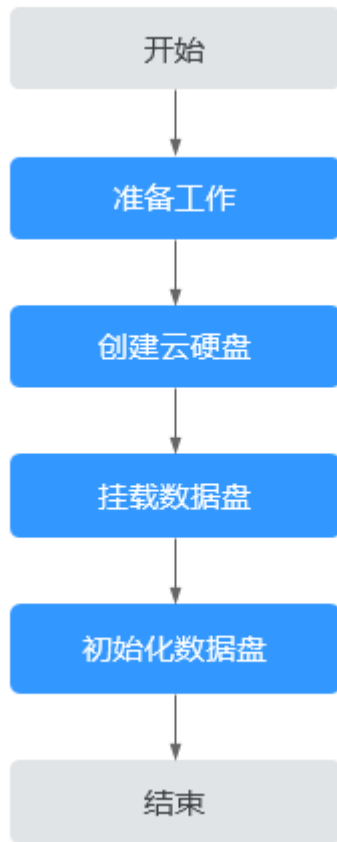 开始
准备工作
创建云硬盘
挂载数据盘
初始化数据盘
结束